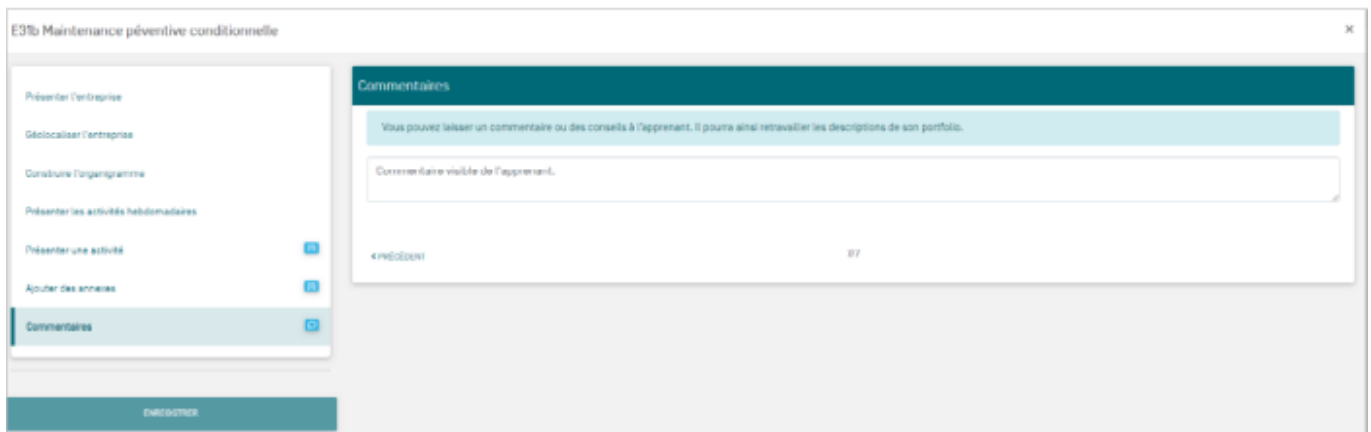 E31b Maintenance péventive conditionnelle
×
Présenter l'entreprise
Géolocaliser l'entreprise
Construire l'organigramme
Présenter les activités hebdomadaires
Présenter une activité
Ajouter des annexes
Commentaires
ENREGISTRER
Commentaires
Vous pouvez laisser un commentaire ou des conseils à l'apprenant. Il pourra ainsi retravailler les descriptions de son portfolio.
Commentaire visible de l'apprenant.
PRÉCÉDENT
7/7